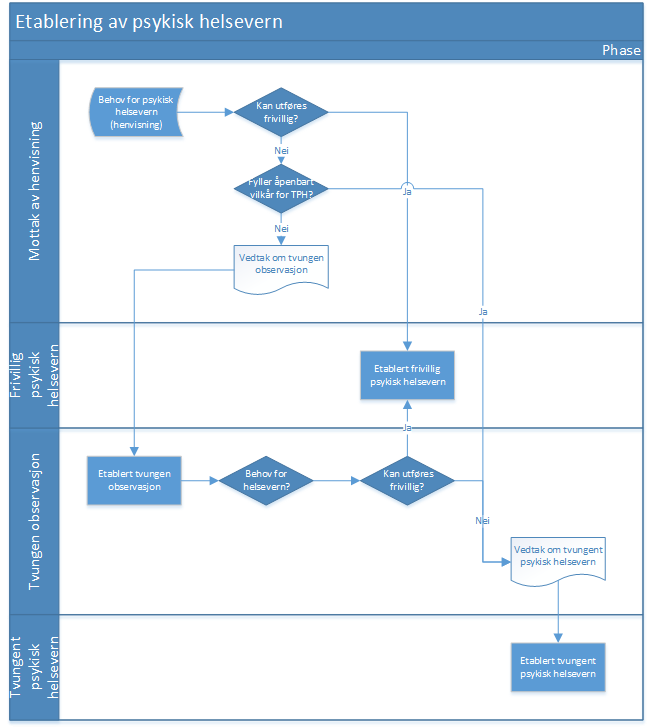 Etablering av psykisk helsevern
Phase
Mottak av henvisning
Behov for psykisk
helsevern
(henvisning)
Kan utføres
frivillig?
Nei
Fyller åpenbart
vilkår for TPH?
Ja
Nei
Vedtak om tvungen
observasjon
Ja
Frivillig
psykisk
helsevern
Etablert frivillig
psykisk helsevern
Ja
Tvungen observasjon
Etablert tvungen
observasjon
Behov for
helsevern?
Kan utføres
frivillig?
Nei
Vedtak om tvungent
psykisk helsevern
Tvungent
psykisk
helsevern
Etablert tvungent
psykisk helsevern